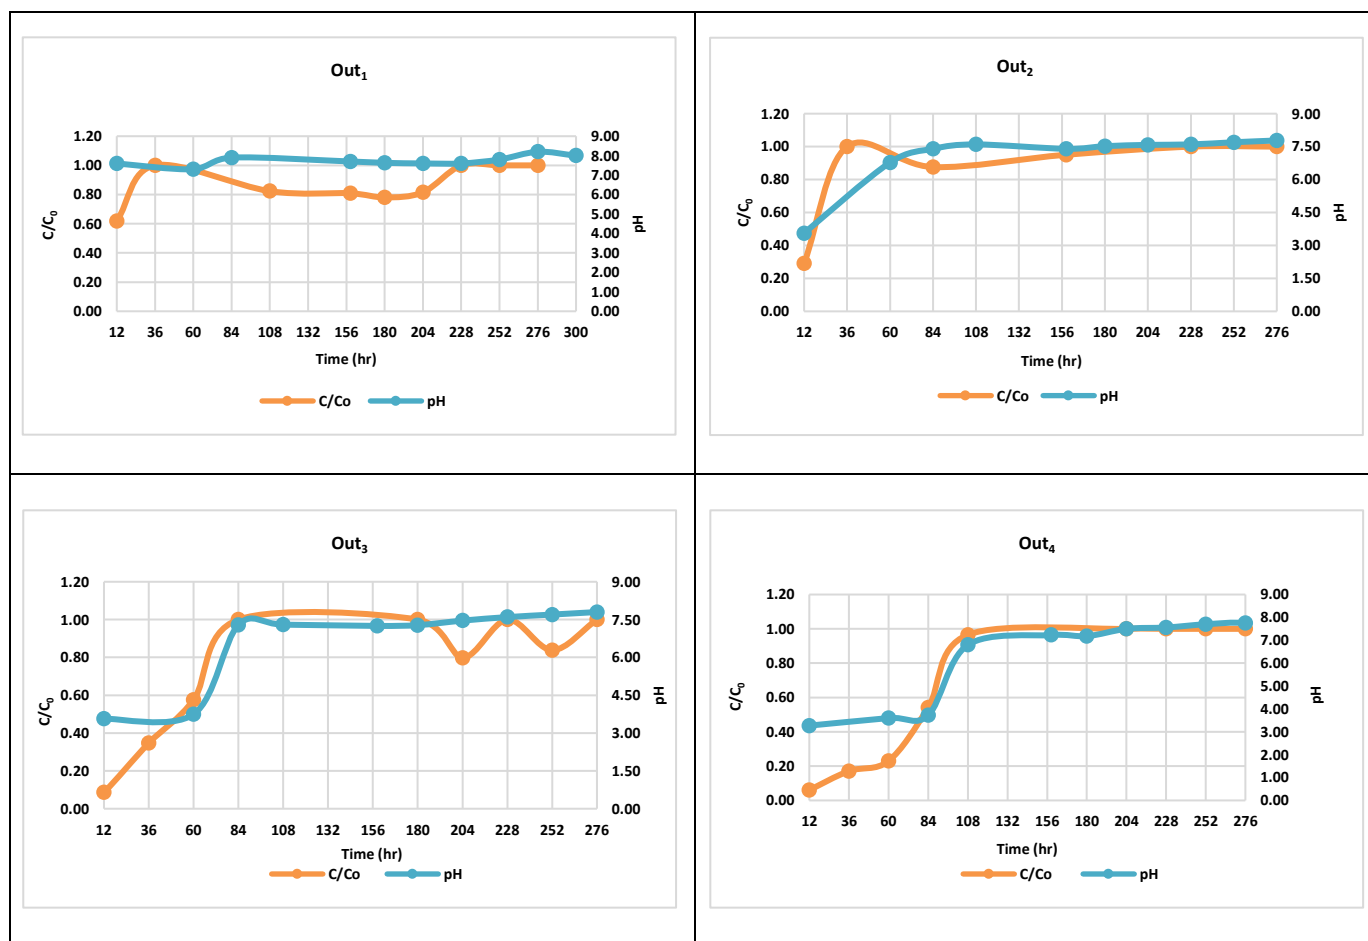 Out1
1.20 9.00
1.00 8.00
0.80 7.00
0.60 6.00
0.40 5.00
0.20 4.00
0.00 3.00
2.00
1.00
0.00
C/C0
pH
12 36 60 84 108 132 156 180 204 228 252 276 300
Time (hr)
C/Co pH
Out2
1.20 9.00
1.00 7.50
0.80 6.00
0.60 4.50
0.40 3.00
0.20 1.50
0.00 0.00
C/C0
pH
12 36 60 84 108 132 156 180 204 228 252 276
Time (hr)
C/Co pH
Out3
1.20 9.00
1.00 7.50
0.80 6.00
0.60 4.50
0.40 3.00
0.20 1.50
0.00 0.00
C/C0
pH
12 36 60 84 108 132 156 180 204 228 252 276
Time (hr)
C/Co pH
Out4
1.20 9.00
1.00 8.00
0.80 7.00
0.60 6.00
0.40 5.00
0.20 4.00
0.00 3.00
2.00
1.00
0.00
C/C0
pH
12 36 60 84 108 132 156 180 204 228 252 276
Time (hr)
C/Co pH